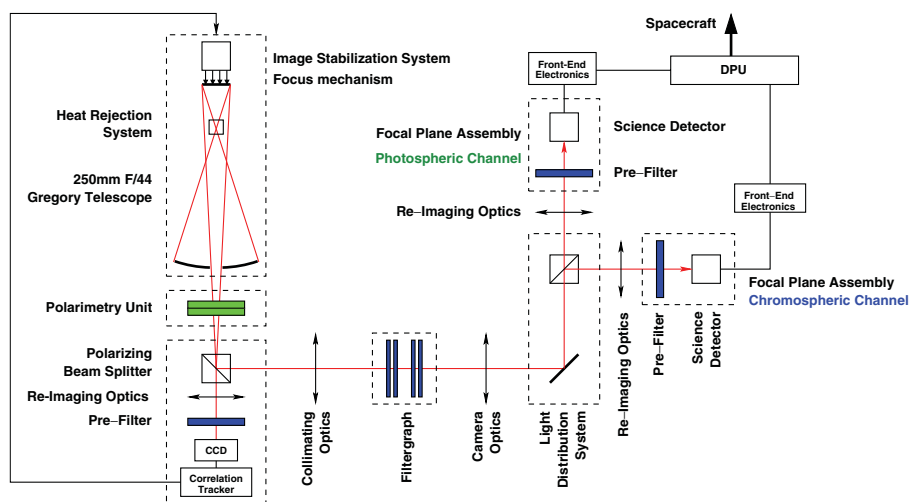 Spacecraft
Image Stabilization System
Focus mechanism
Front-End
Electronics
DPU
Heat Rejection
System
Focal Plane Assembly
Photospheric Channel
Science Detector
Pre–Filter
250mm F/44
Gregory Telescope
Re–Imaging Optics
Front–End
Electronics
Focal Plane Assembly
Chromospheric Channel
Polarimetry Unit
Polarizing
Beam Splitter
Re-Imaging Optics
Pre–Filter
CCD
Correlation
Tracker
Collimating
Optics
Filtergraph
Camera
Optics
Light
Distribution
System
Re–Imaging Optics
Pre–Filter
Science
Detector